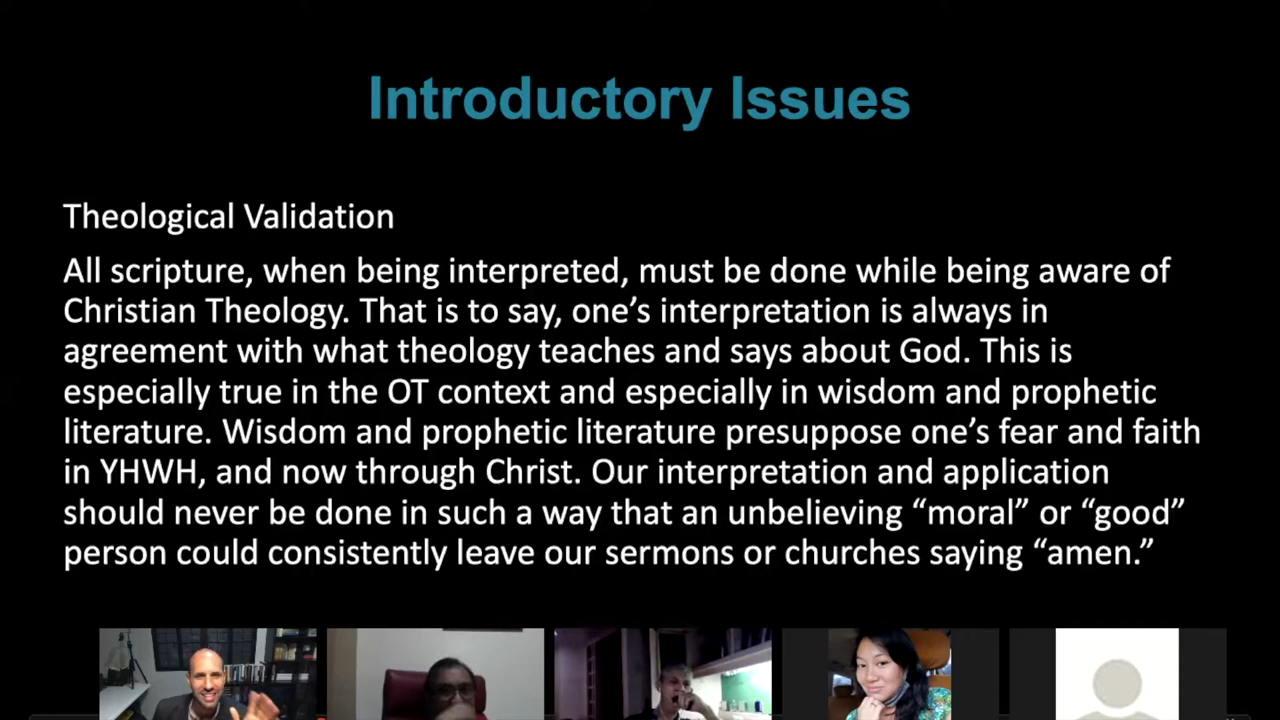 Introductory Issues
Theological Validation
All scripture, when being interpreted, must be done while being aware of
Christian Theology. That is to say, one’s interpretation is always in
agreement with what theology teaches and says about God. This is
especially true in the OT context and especially in wisdom and prophetic
literature. Wisdom and prophetic literature presuppose one’s fear and faith
in YHWH, and now through Christ. Our interpretation and application
should never be done in such a way that an unbelieving “moral” or “good”
person could consistently leave our sermons or churches saying “amen.”